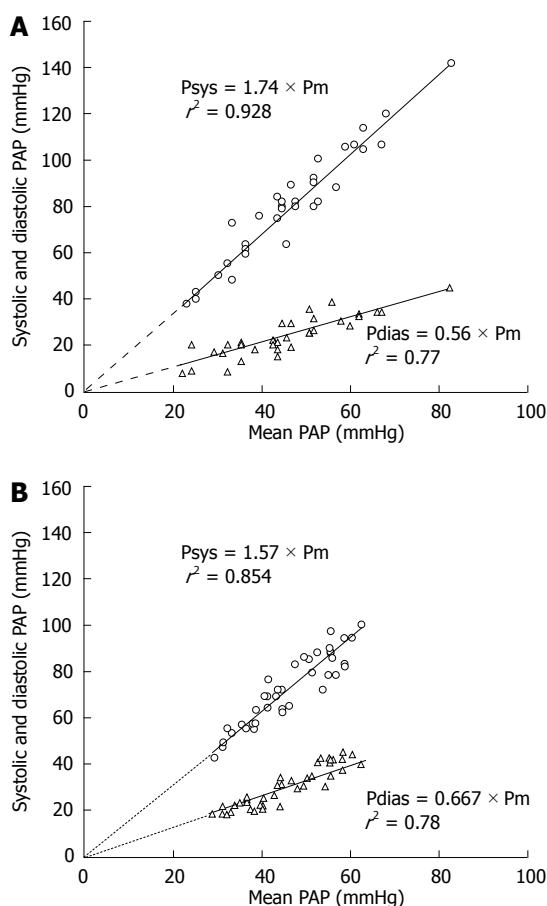 A
160
140
120
100
80
60
40
20
0
Systolic and diastolic PAP (mmHg)
Psys = 1.74 × Pm
r² = 0.928
Pdias = 0.56 × Pm
r² = 0.77
0 20 40 60 80 100
Mean PAP (mmHg)
B
160
140
120
100
80
60
40
20
0
Systolic and diastolic PAP (mmHg)
Psys = 1.57 × Pm
r² = 0.854
Pdias = 0.667 × Pm
r² = 0.78
0 20 40 60 80 100
Mean PAP (mmHg)